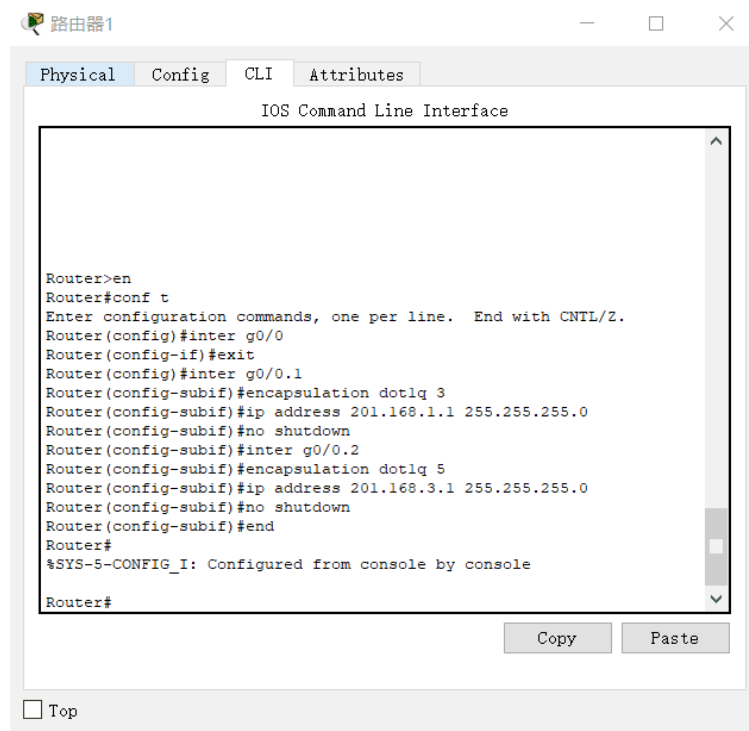 路由器1
Physical Config CLI Attributes
IOS Command Line Interface
Router>en
Router#conf t
Enter configuration commands, one per line.  End with CNTL/Z.
Router(config)#inter g0/0
Router(config-if)#exit
Router(config)#inter g0/0.1
Router(config-subif)#encapsulation dot1q 3
Router(config-subif)#ip address 201.168.1.1 255.255.255.0
Router(config-subif)#no shutdown
Router(config-subif)#inter g0/0.2
Router(config-subif)#encapsulation dot1q 5
Router(config-subif)#ip address 201.168.3.1 255.255.255.0
Router(config-subif)#no shutdown
Router(config-subif)#end
Router#
%SYS-5-CONFIG_I: Configured from console by console
Router#
Copy Paste
Top